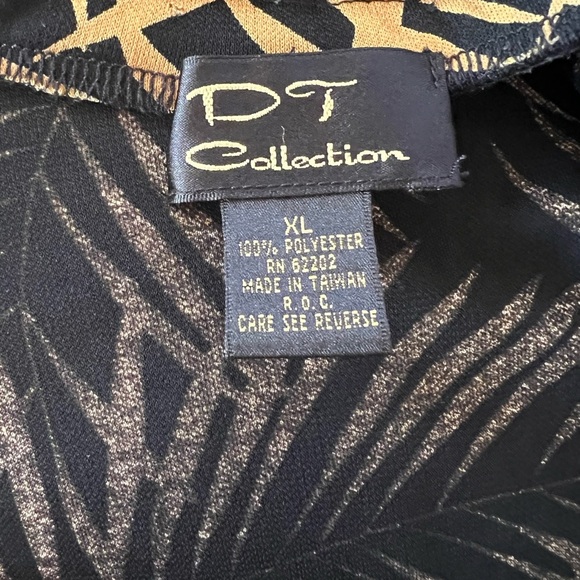 DT
Collection
XL
100% POLYESTER
RN 62202
MADE IN TAIWAN
R.O.C.
CARE SEE REVERSE